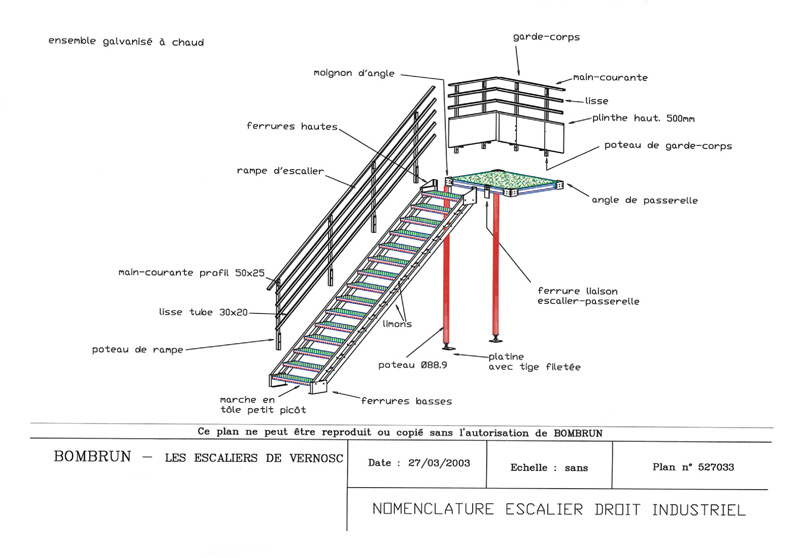 ensemble galvanisé à chaud
garde-corps
moignon d'angle
main-courante
lisse
plinthe haut. 500mm
ferrures hautes
poteau de garde-corps
rampe d'escalier
angle de passerelle
main-courante profil 50x25
ferrure liaison
escalier-passerelle
lisse tube 30x20
limons
poteau de rampe
poteau Ø88.9
platine
avec tige filetée
marche en
tôle petit picôt
ferrures basses
Ce plan ne peut être reproduit ou copié sans l'autorisation de BOMBRUN
BOMBRUN - LES ESCALIERS DE VERNOSC
Date : 27/03/2003
Echelle : sans
Plan n° 527033
NOMENCLATURE ESCALIER DROIT INDUSTRIEL